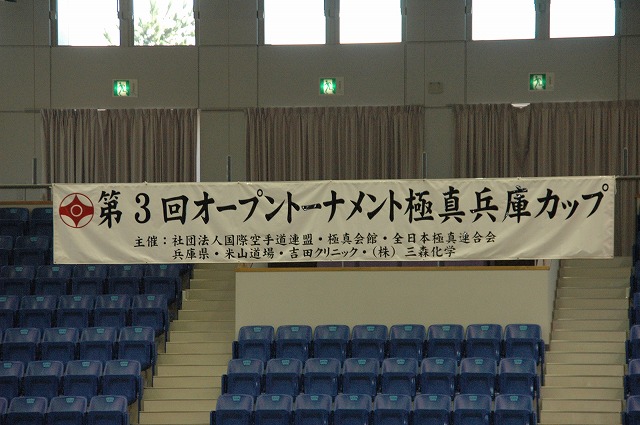 第3回オープントーナメント極真兵庫カップ
主催：社団法人国際空手道連盟・極真会館・全日本極真連合会
兵庫県・米山道場・吉田クリニック・(株) 三森化学